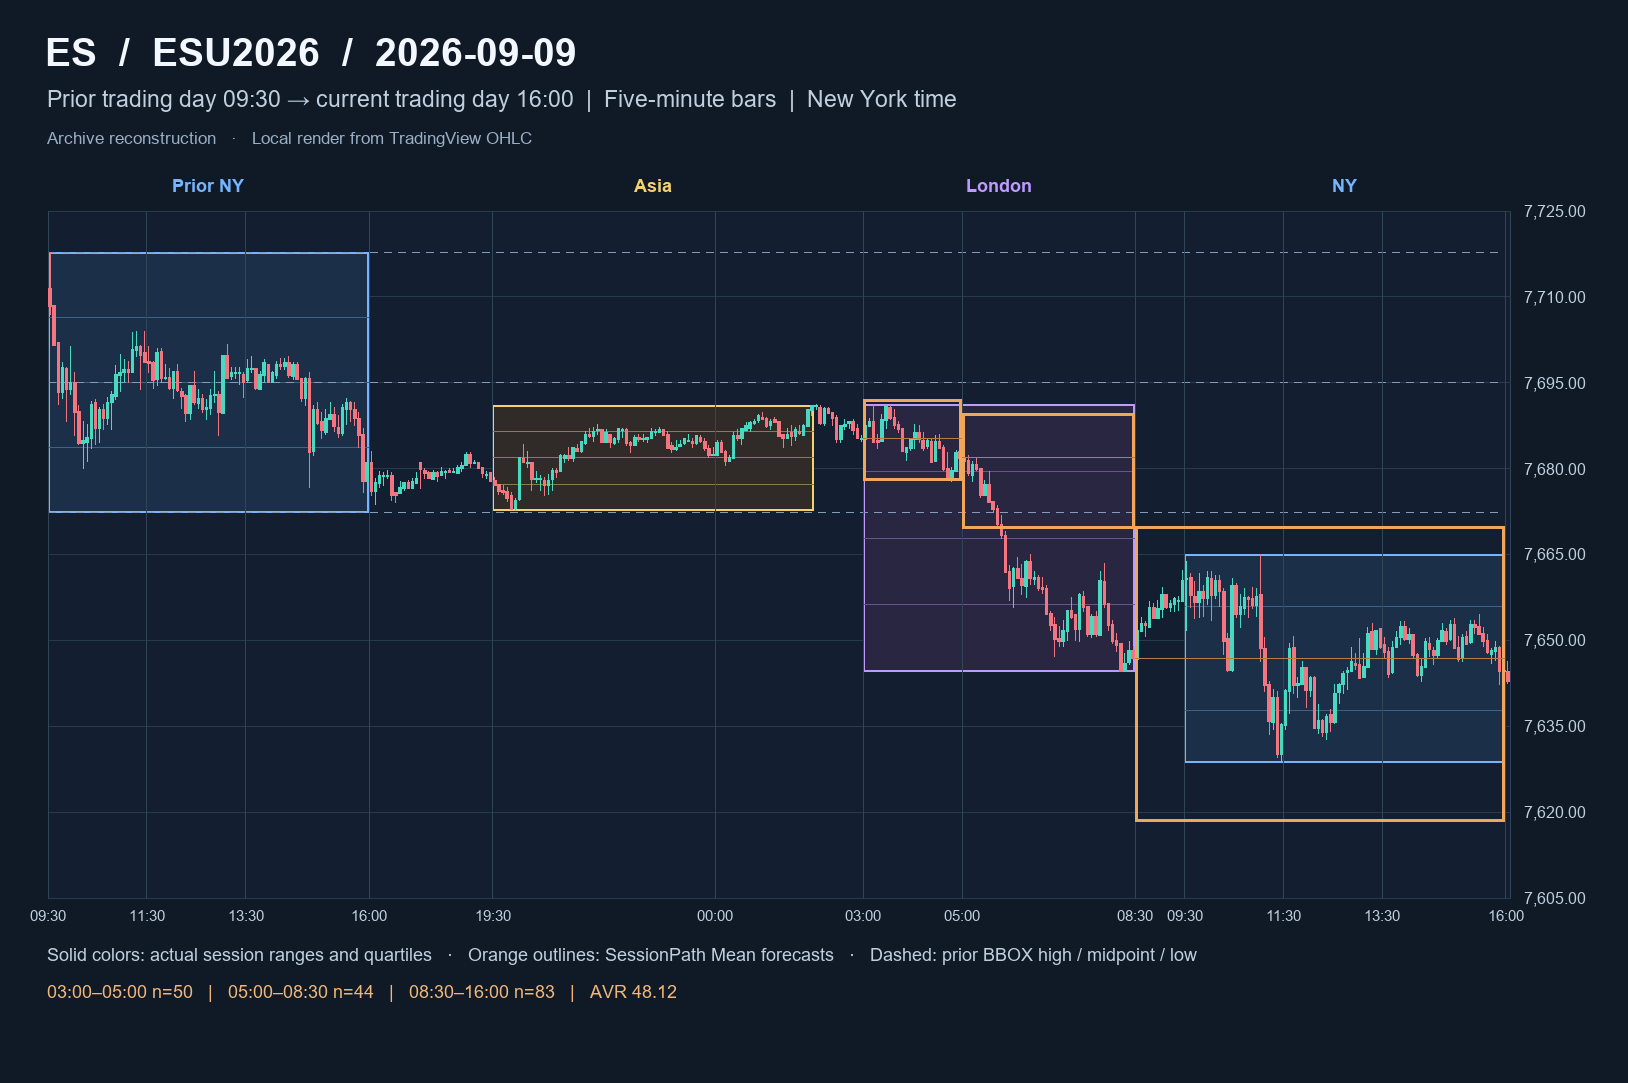 ES / ESU2026 / 2026-09-09
Prior trading day 09:30 → current trading day 16:00 | Five-minute bars | New York time
Archive reconstruction · Local render from TradingView OHLC
Prior NY Asia London NY
7,725.00
7,710.00
7,695.00
7,680.00
7,665.00
7,650.00
7,635.00
7,620.00
7,605.00
09:30 11:30 13:30 16:00 19:30 00:00 03:00 05:00 08:30 09:30 11:30 13:30 16:00
Solid colors: actual session ranges and quartiles · Orange outlines: SessionPath Mean forecasts · Dashed: prior BBOX high / midpoint / low
03:00–05:00 n=50 | 05:00–08:30 n=44 | 08:30–16:00 n=83 | AVR 48.12